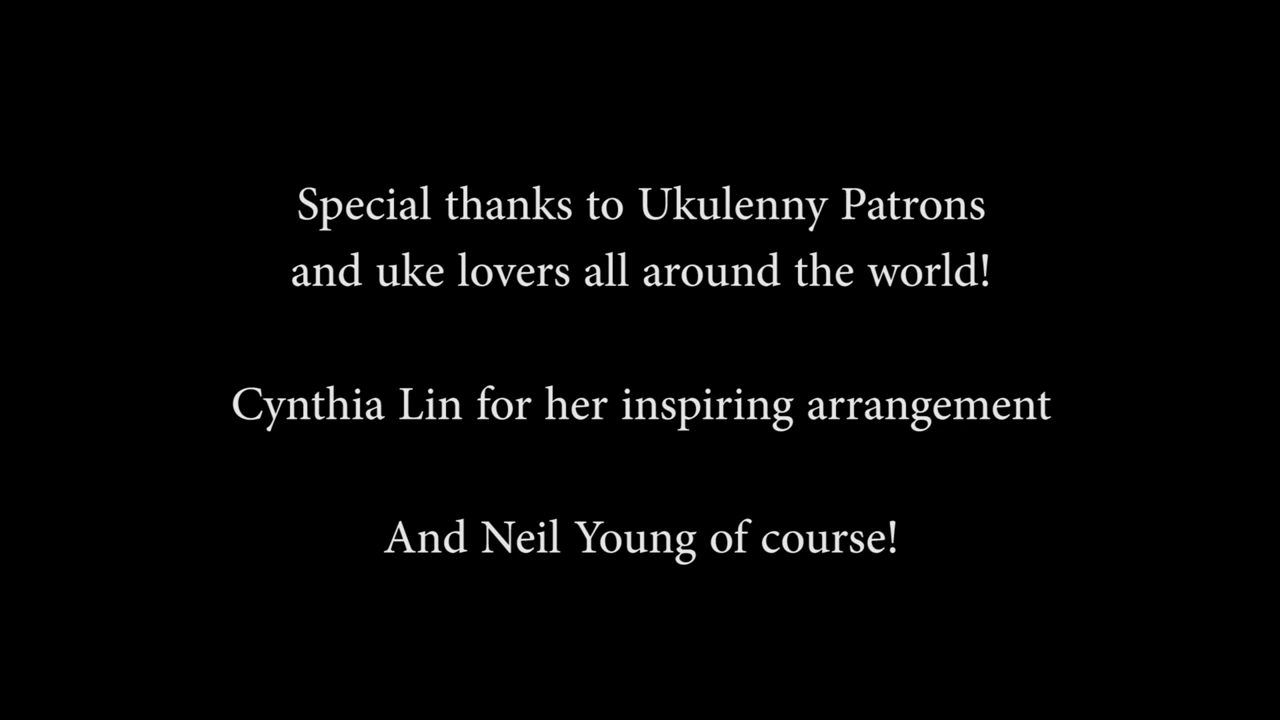 Special thanks to Ukulenny Patrons
and uke lovers all around the world!
Cynthia Lin for her inspiring arrangement
And Neil Young of course!